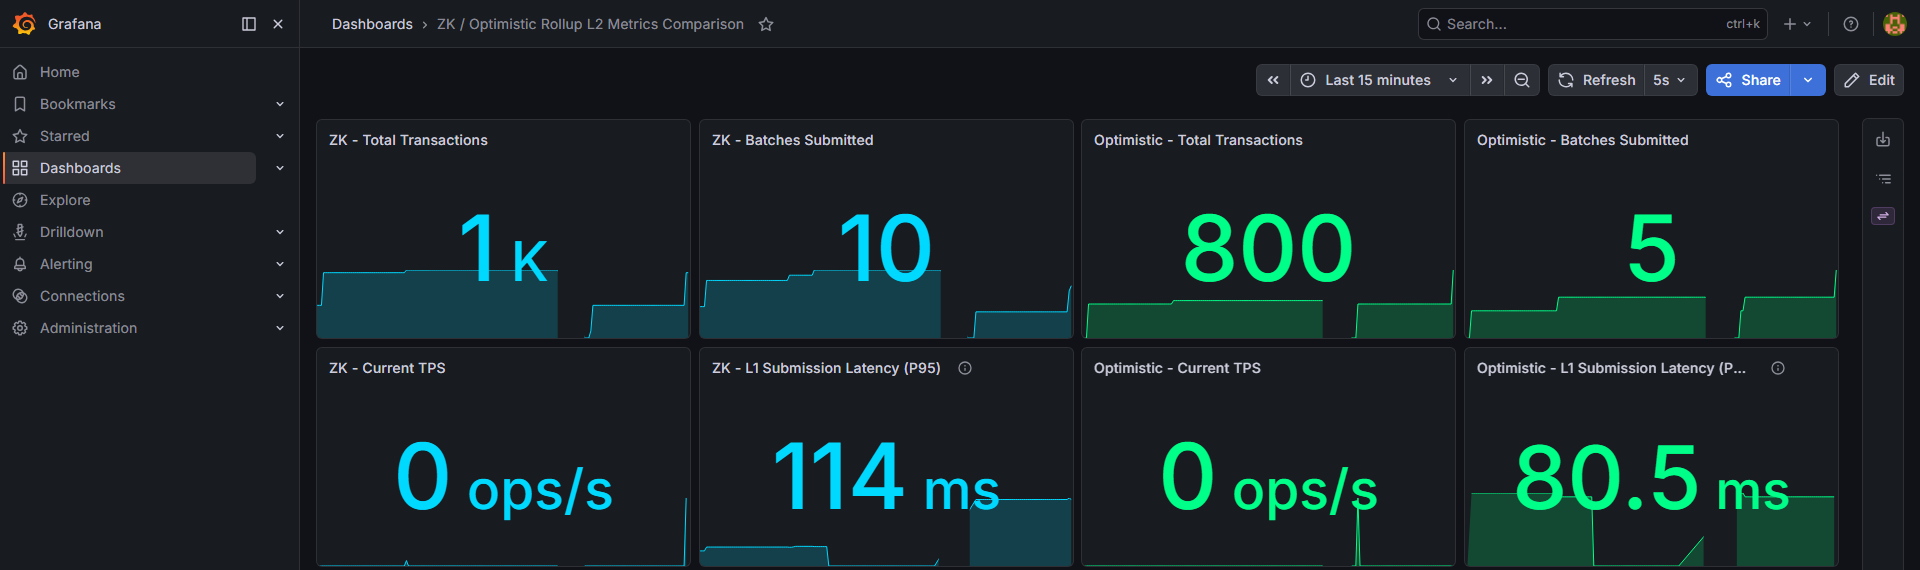 Grafana
Dashboards › ZK / Optimistic Rollup L2 Metrics Comparison
Search...
ctrl+k
Home
Bookmarks
Starred
Dashboards
Explore
Drilldown
Alerting
Connections
Administration
Last 15 minutes
Refresh
5s
Share
Edit
ZK - Total Transactions
1 K
ZK - Batches Submitted
10
Optimistic - Total Transactions
800
Optimistic - Batches Submitted
5
ZK - Current TPS
0 ops/s
ZK - L1 Submission Latency (P95)
114 ms
Optimistic - Current TPS
0 ops/s
Optimistic - L1 Submission Latency (P...
80.5 ms